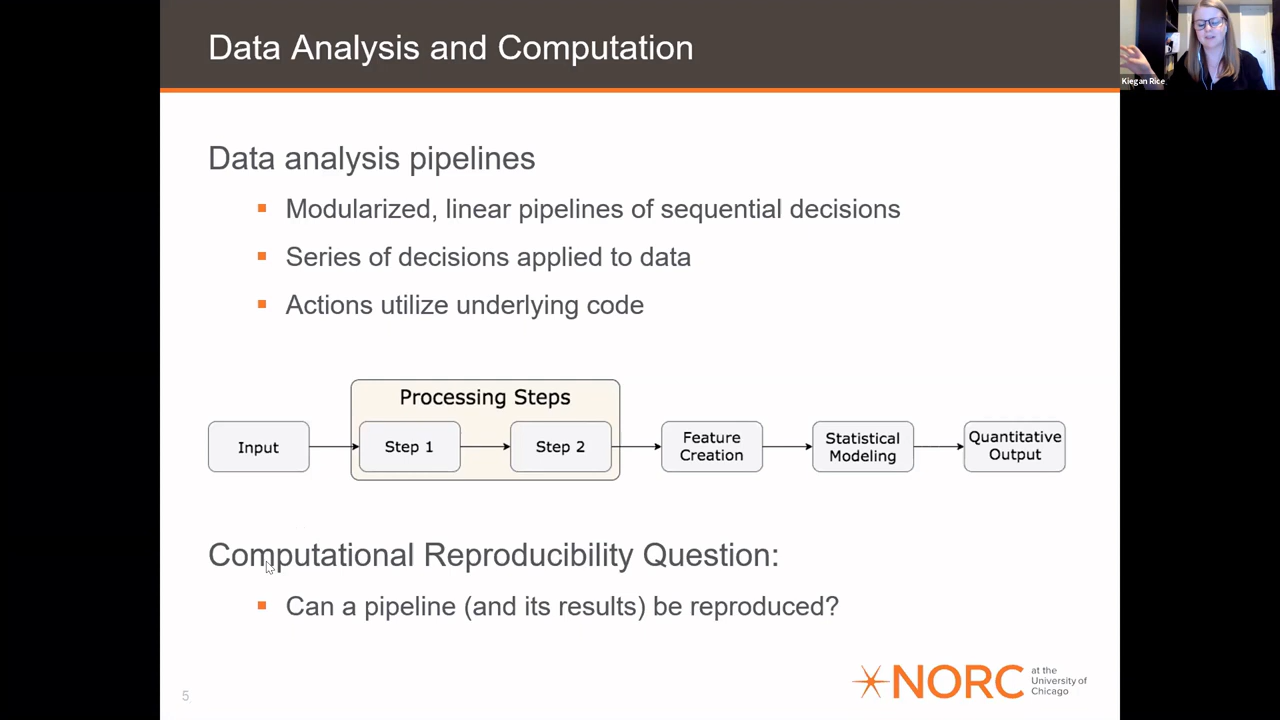 Data Analysis and Computation
Kiegan Rice
Data analysis pipelines
Modularized, linear pipelines of sequential decisions
Series of decisions applied to data
Actions utilize underlying code
Processing Steps
Input
Step 1
Step 2
Feature
Creation
Statistical
Modeling
Quantitative
Output
Computational Reproducibility Question:
Can a pipeline (and its results) be reproduced?
5
NORC
at the
University of
Chicago